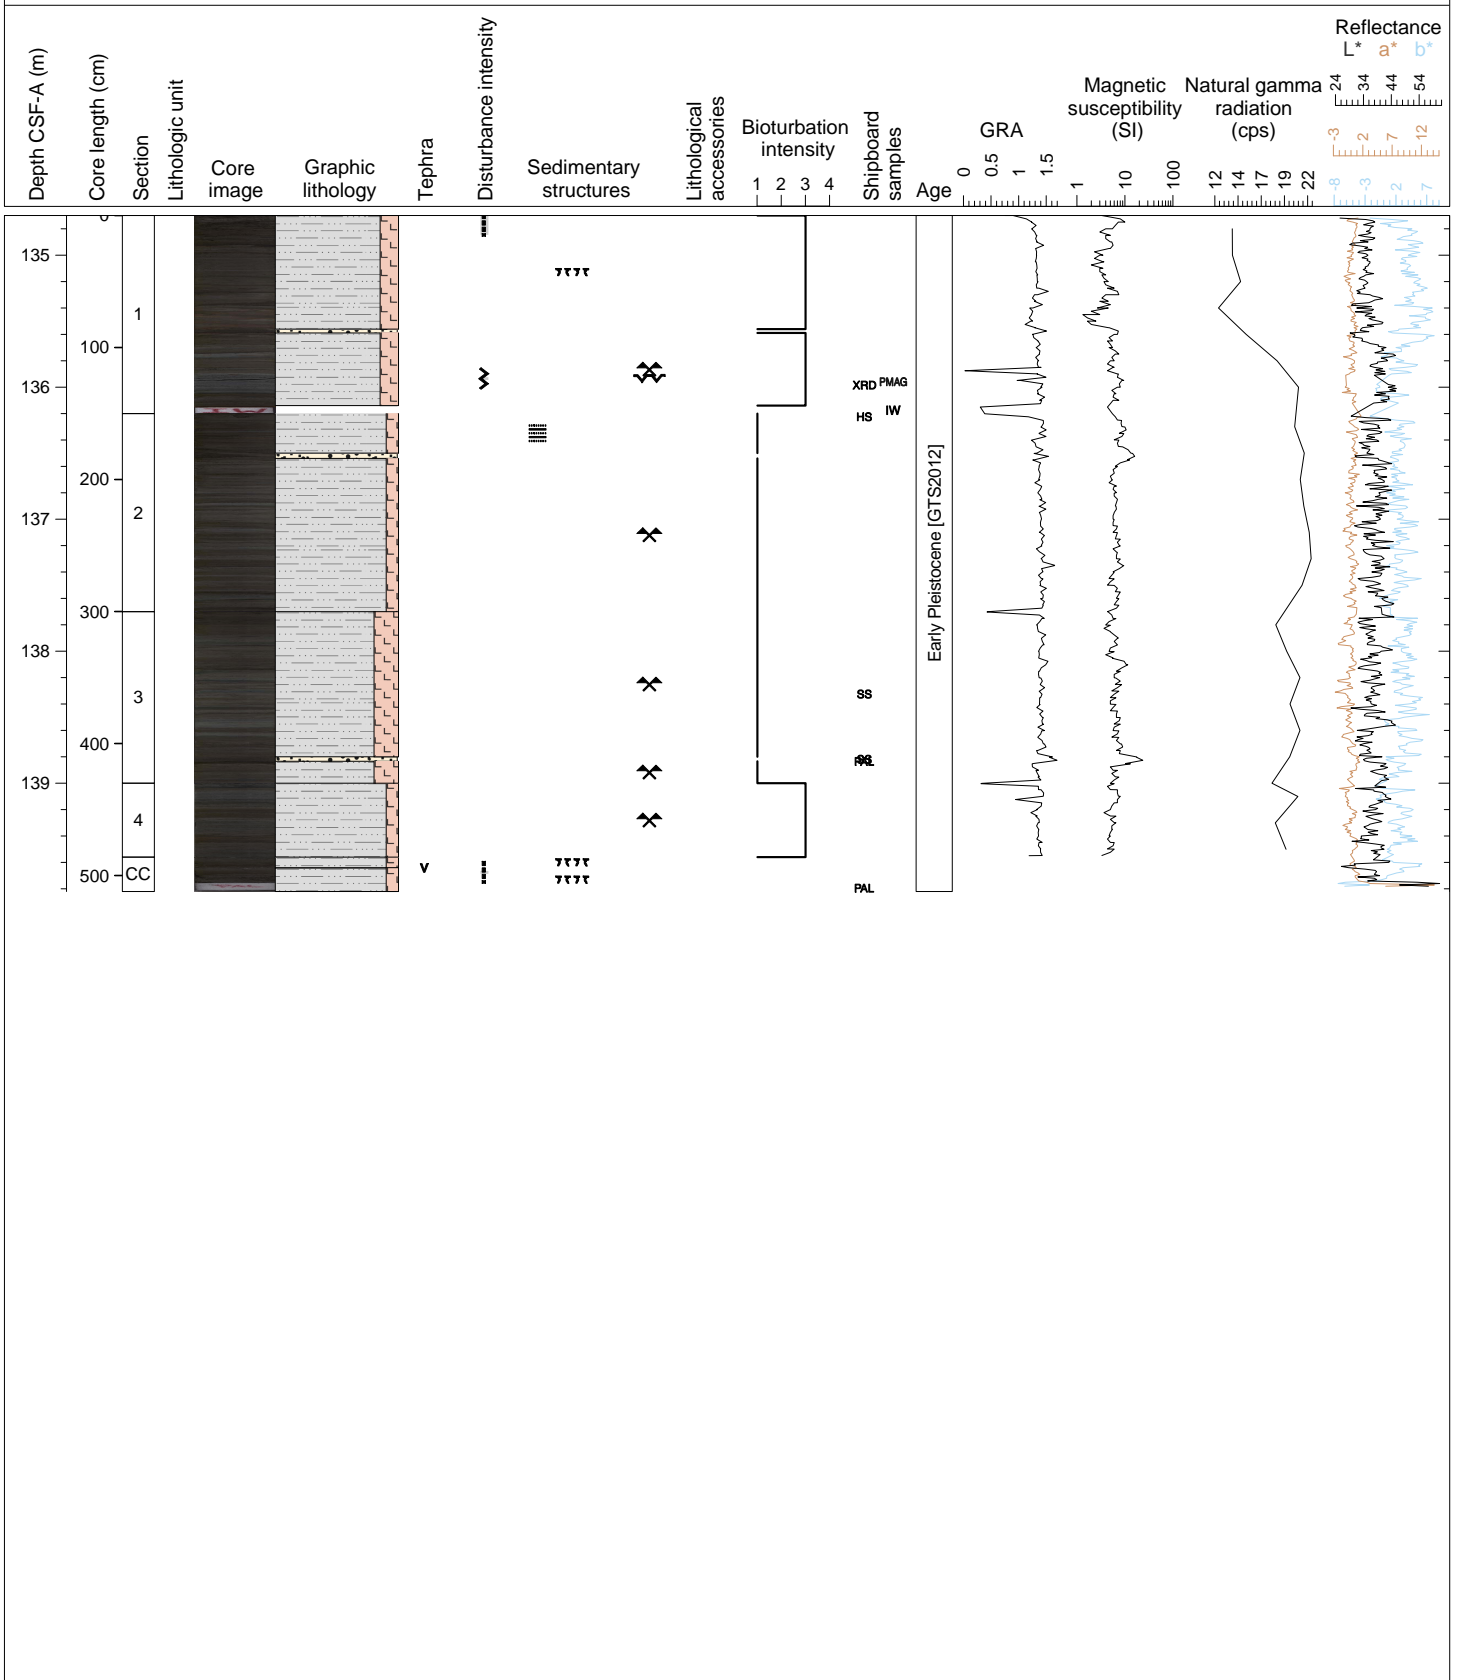 Depth CSF-A (m)
Core length (cm)
Section
Lithologic unit
Core
image
Graphic
lithology
Tephra
Disturbance intensity
Sedimentary
structures
Lithological
accessories
Bioturbation
intensity
1 2 3 4
Shipboard
samples
Age
GRA
0 0.5 1 1.5
Magnetic
susceptibility
(SI)
1 10 100
Natural gamma
radiation
(cps)
12 14 17 19 22
Reflectance
L* a* b*
24 34 44 54
-3 2 7 12
-8 -3 2 7
0
135
1
100
136
XRD PMAG
IW
HS
200
137
2
300
138
3
SS
400
SS
PAL
139
4
V
500
CC
PAL
Early Pleistocene [GTS2012]